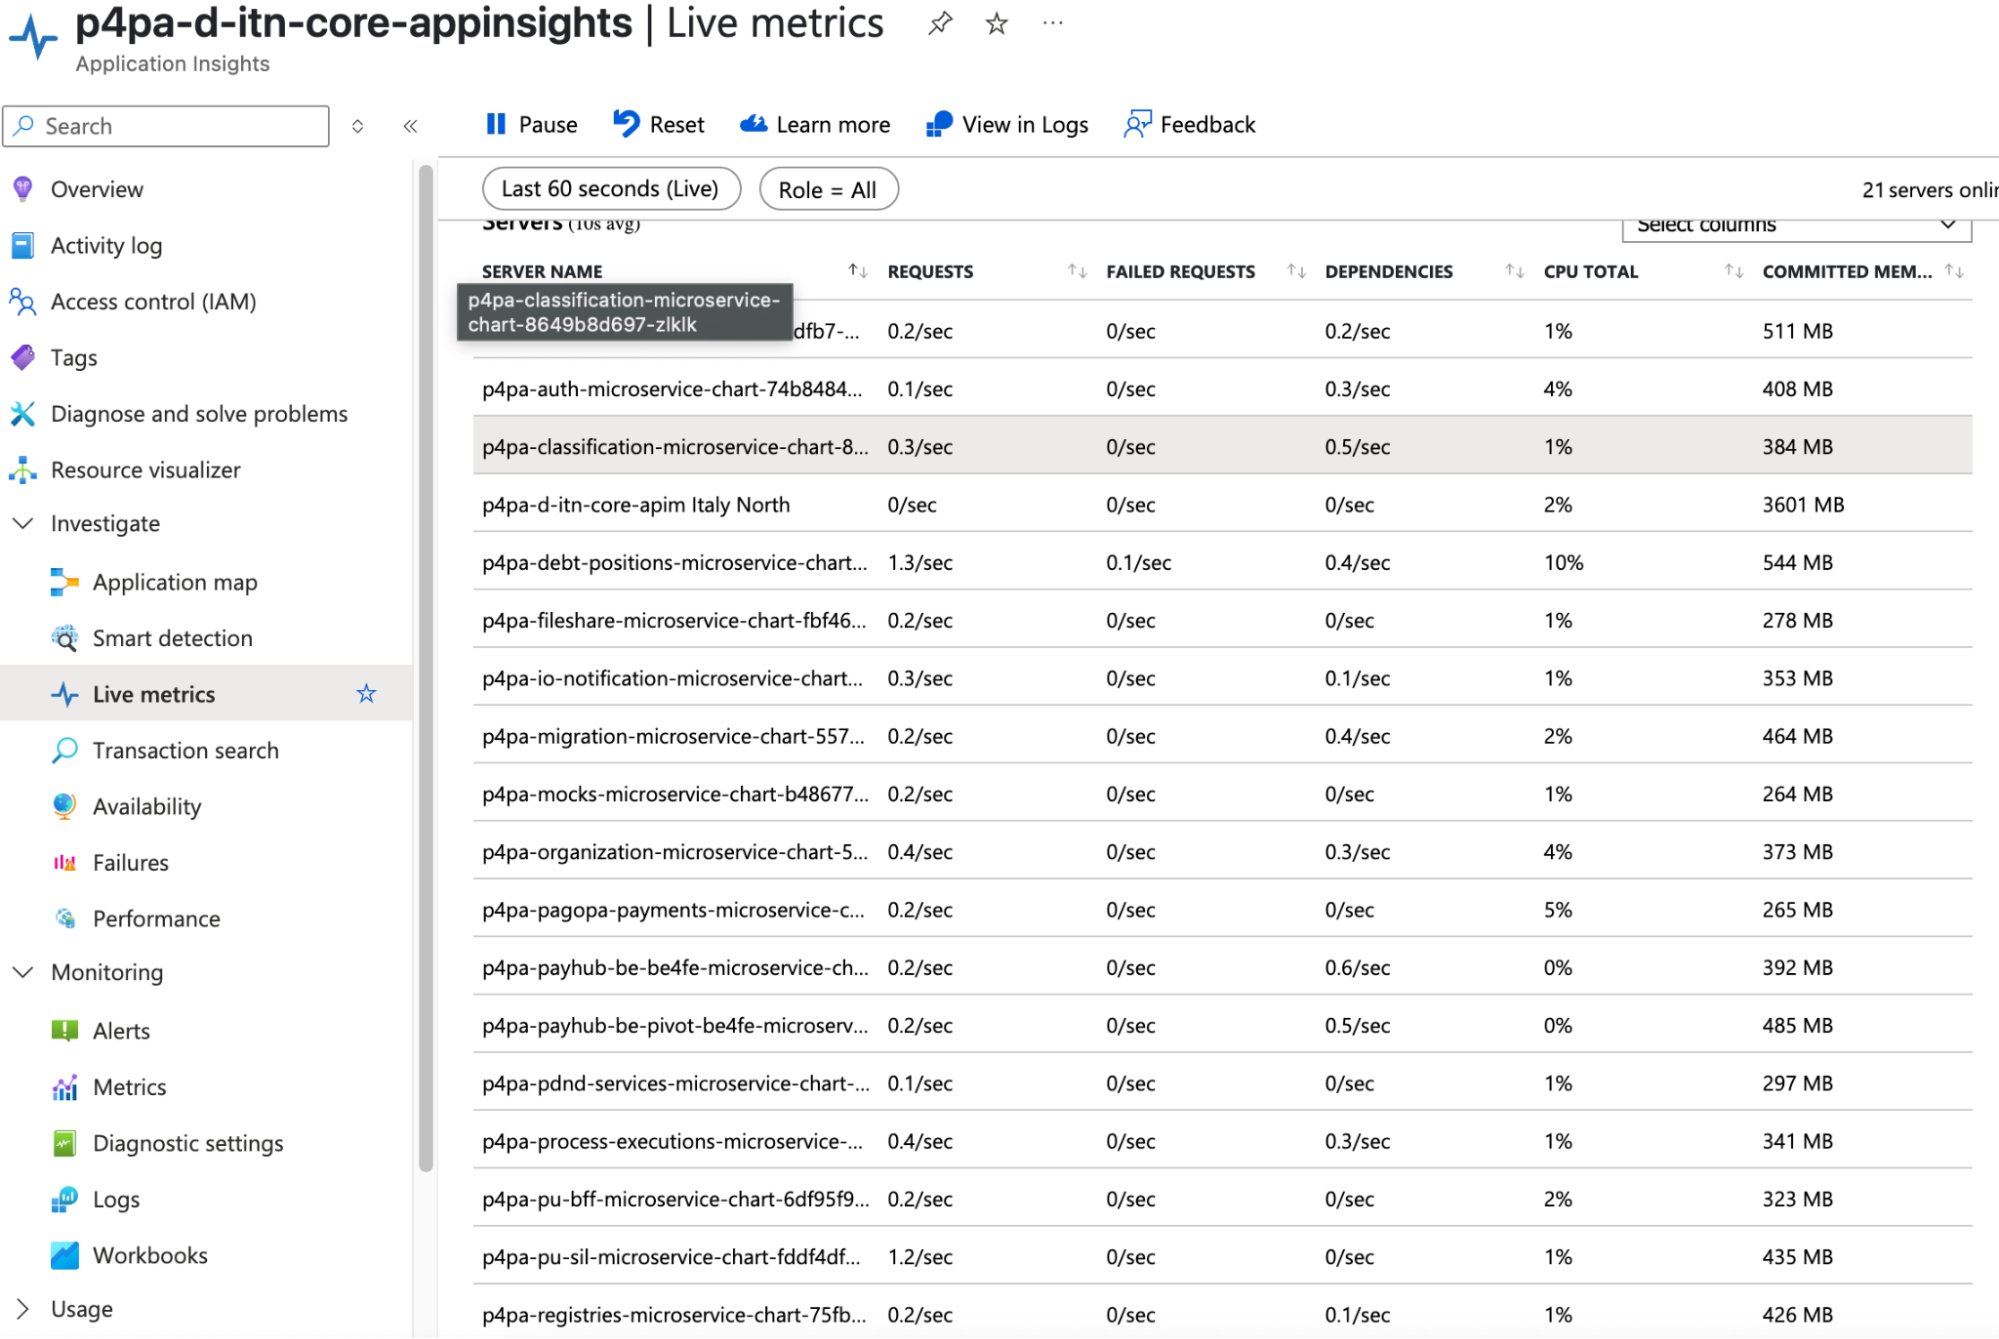 p4pa-d-itn-core-appinsights | Live metrics
Application Insights
Search
Pause
Reset
Learn more
View in Logs
Feedback
Overview
Activity log
Access control (IAM)
Tags
Diagnose and solve problems
Resource visualizer
Investigate
Application map
Smart detection
Live metrics
Transaction search
Availability
Failures
Performance
Monitoring
Alerts
Metrics
Diagnostic settings
Logs
Workbooks
Usage
Last 60 seconds (Live)
Role = All
21 servers onlin
Servers (10s avg)
Select columns
SERVER NAME REQUESTS FAILED REQUESTS DEPENDENCIES CPU TOTAL COMMITTED MEM...
p4pa-classification-microservice-
chart-8649b8d697-zlklk
dfb7-... 0.2/sec 0/sec 0.2/sec 1% 511 MB
p4pa-auth-microservice-chart-74b8484... 0.1/sec 0/sec 0.3/sec 4% 408 MB
p4pa-classification-microservice-chart-8... 0.3/sec 0/sec 0.5/sec 1% 384 MB
p4pa-d-itn-core-apim Italy North 0/sec 0/sec 0/sec 2% 3601 MB
p4pa-debt-positions-microservice-chart... 1.3/sec 0.1/sec 0.4/sec 10% 544 MB
p4pa-fileshare-microservice-chart-fbf46... 0.2/sec 0/sec 0/sec 1% 278 MB
p4pa-io-notification-microservice-chart... 0.3/sec 0/sec 0.1/sec 1% 353 MB
p4pa-migration-microservice-chart-557... 0.2/sec 0/sec 0.4/sec 2% 464 MB
p4pa-mocks-microservice-chart-b48677... 0.2/sec 0/sec 0/sec 1% 264 MB
p4pa-organization-microservice-chart-5... 0.4/sec 0/sec 0.3/sec 4% 373 MB
p4pa-pagopa-payments-microservice-c... 0.2/sec 0/sec 0/sec 5% 265 MB
p4pa-payhub-be-be4fe-microservice-ch... 0.2/sec 0/sec 0.6/sec 0% 392 MB
p4pa-payhub-be-pivot-be4fe-microserv... 0.2/sec 0/sec 0.5/sec 0% 485 MB
p4pa-pdnd-services-microservice-chart-... 0.1/sec 0/sec 0/sec 1% 297 MB
p4pa-process-executions-microservice-... 0.4/sec 0/sec 0.3/sec 1% 341 MB
p4pa-pu-bff-microservice-chart-6df95f9... 0.2/sec 0/sec 0/sec 2% 323 MB
p4pa-pu-sil-microservice-chart-fddf4df... 1.2/sec 0/sec 0/sec 1% 435 MB
p4pa-registries-microservice-chart-75fb... 0.2/sec 0/sec 0.1/sec 1% 426 MB